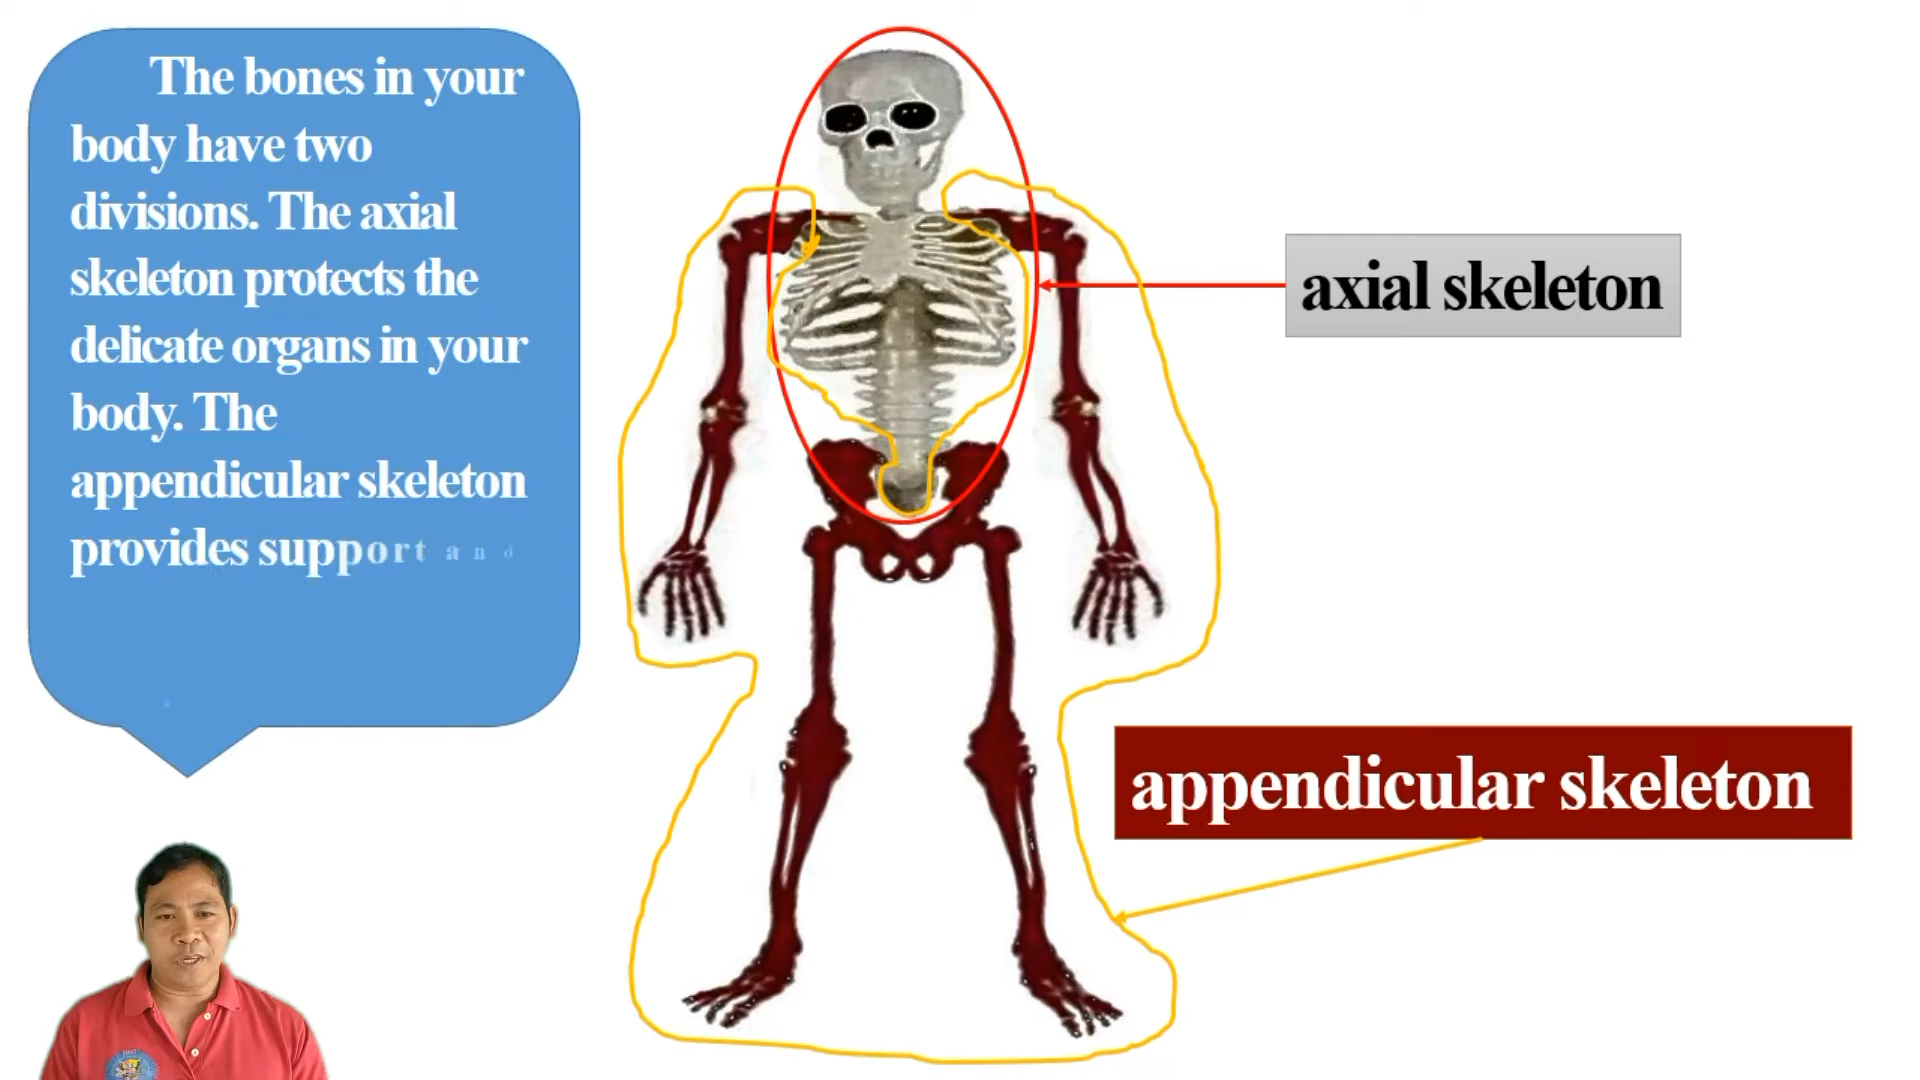 The bones in your
body have two
divisions. The axial
skeleton protects the
delicate organs in your
body. The
appendicular skeleton
provides support and
axial skeleton
appendicular skeleton